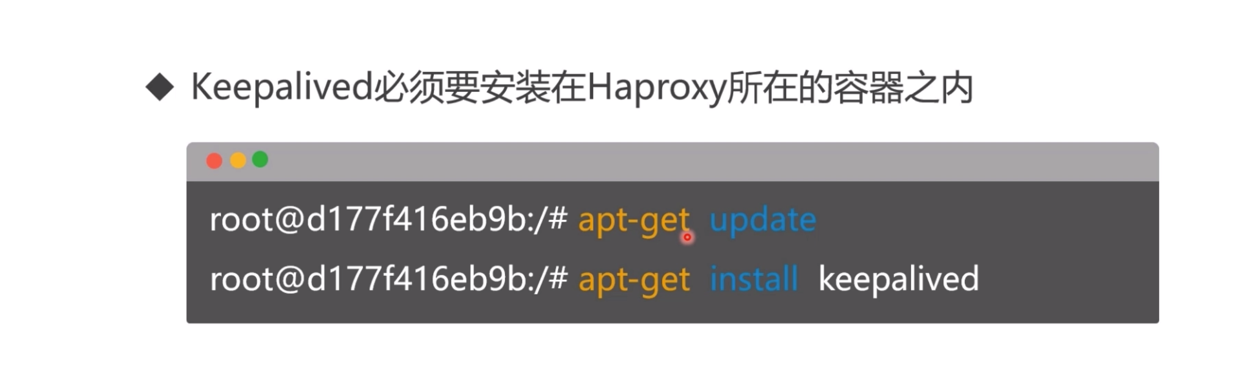 ◆ Keepalived必须要安装在Haproxy所在的容器之内
root@d177f416eb9b:/# apt-get update
root@d177f416eb9b:/# apt-get install keepalived